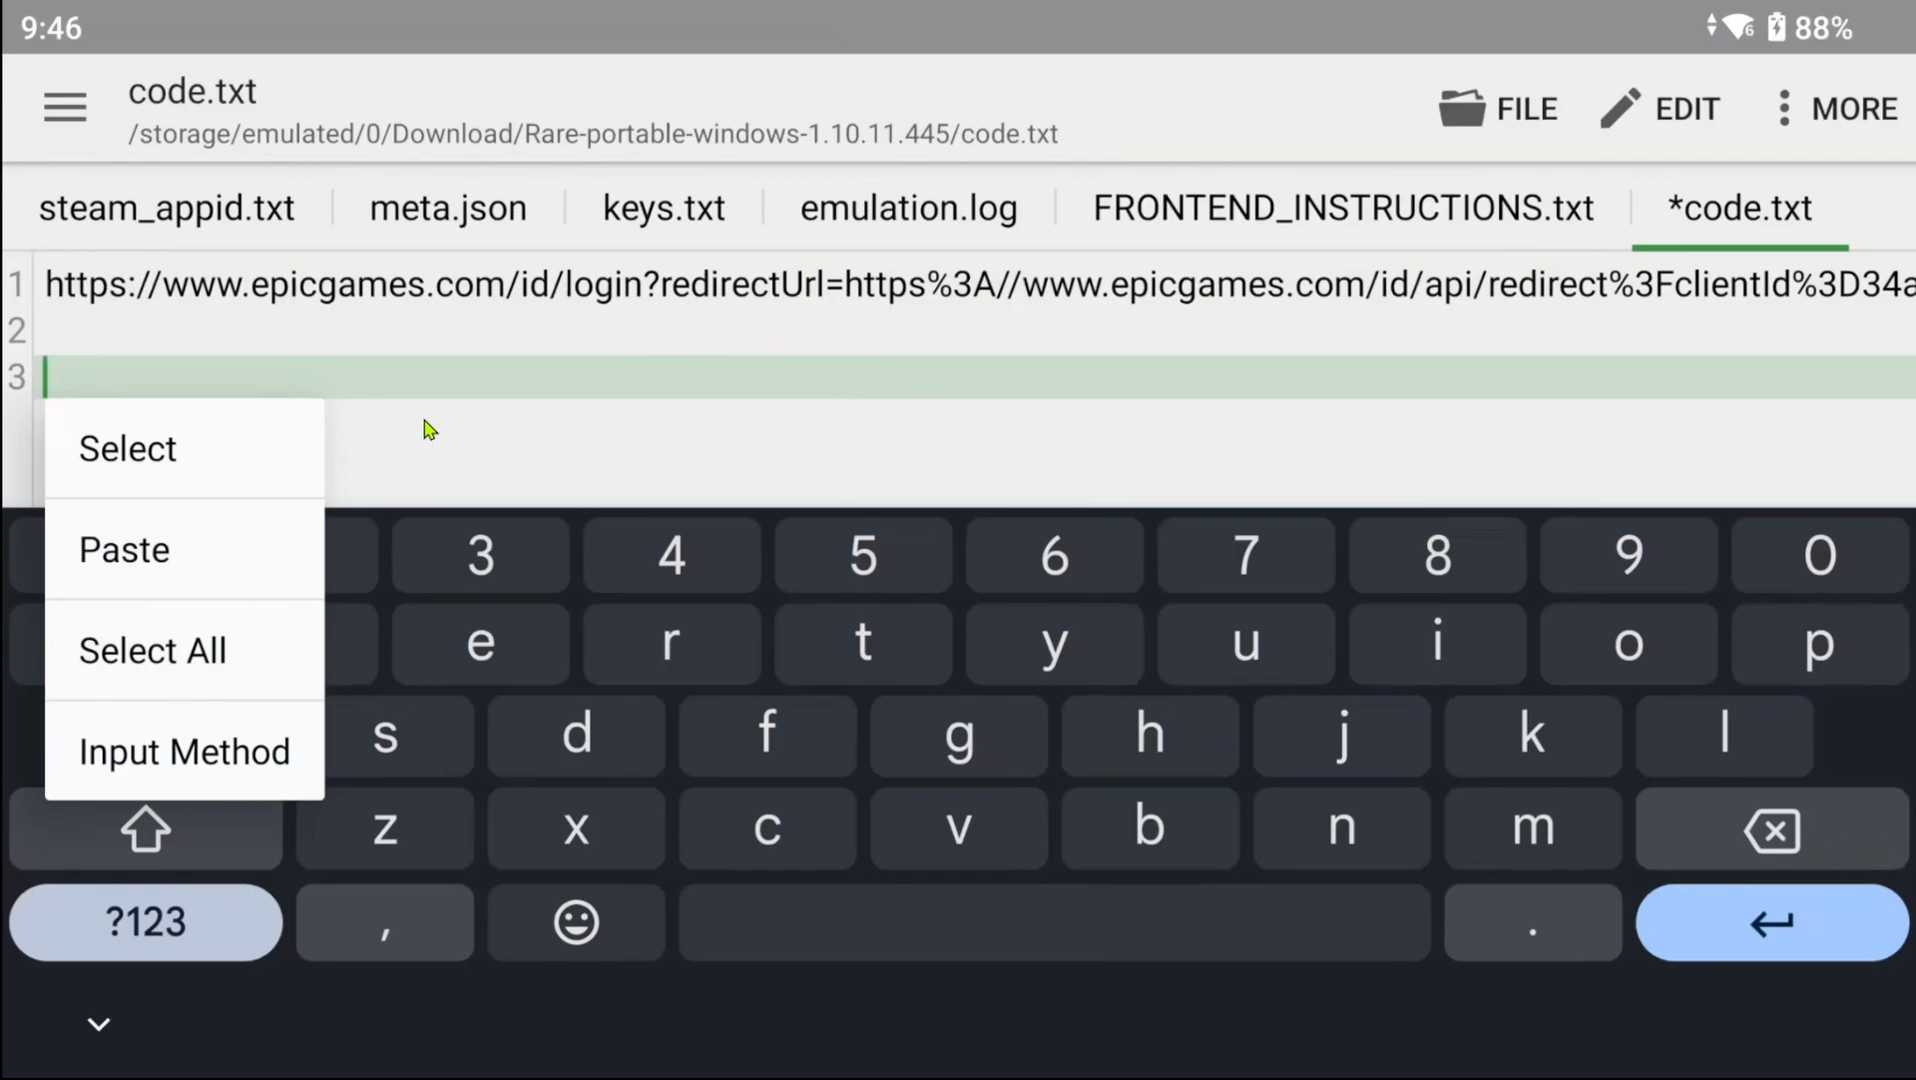 9:46 6 88%
code.txt
/storage/emulated/0/Download/Rare-portable-windows-1.10.11.445/code.txt
FILE EDIT MORE
steam_appid.txt meta.json keys.txt emulation.log FRONTEND_INSTRUCTIONS.txt *code.txt
1 https://www.epicgames.com/id/login?redirectUrl=https%3A//www.epicgames.com/id/api/redirect%3FclientId%3D34a
2
3
Select
Paste
Select All
Input Method
3 4 5 6 7 8 9 0
e r t y u i o p
s d f g h j k l
z x c v b n m
?123 , .